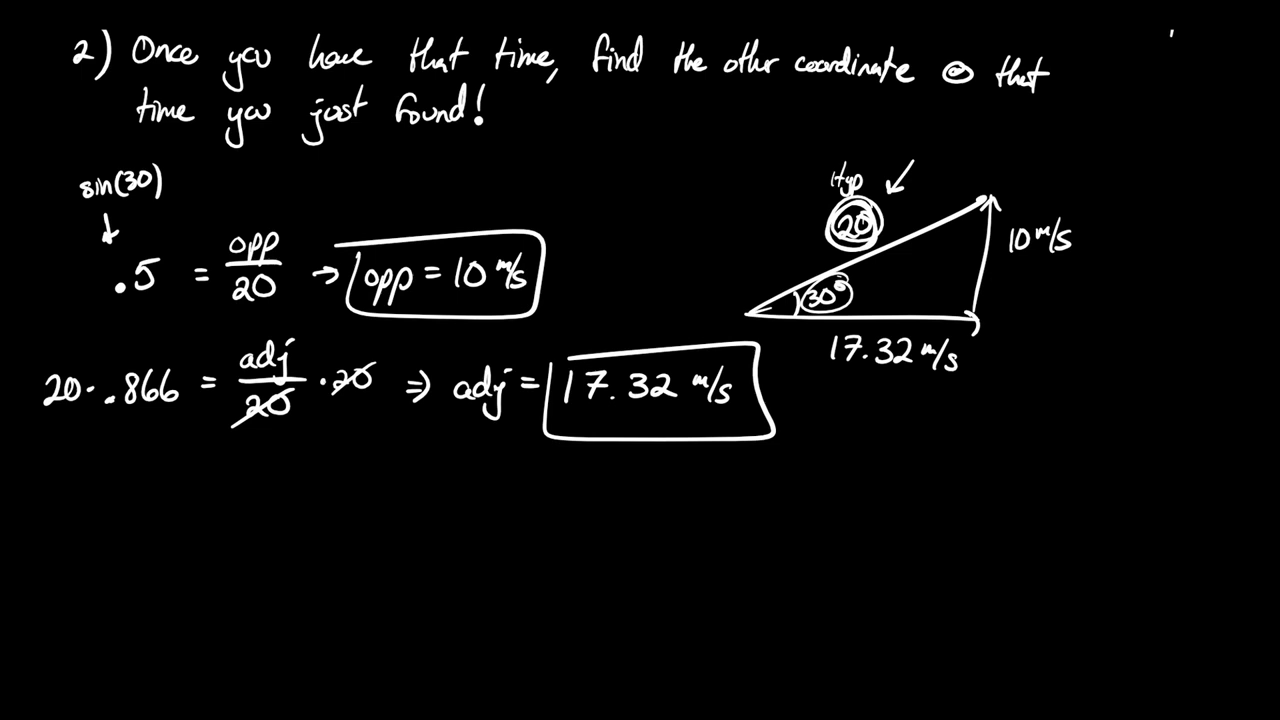 2) Once you have that time, find the other coordinate @ that
time you just found!
sin(30)
.5 = opp/20 → opp = 10 m/s
20 · .866 = adj/20 · 20 ⇒ adj = 17.32 m/s
Hyp
20
30°
10 m/s
17.32 m/s